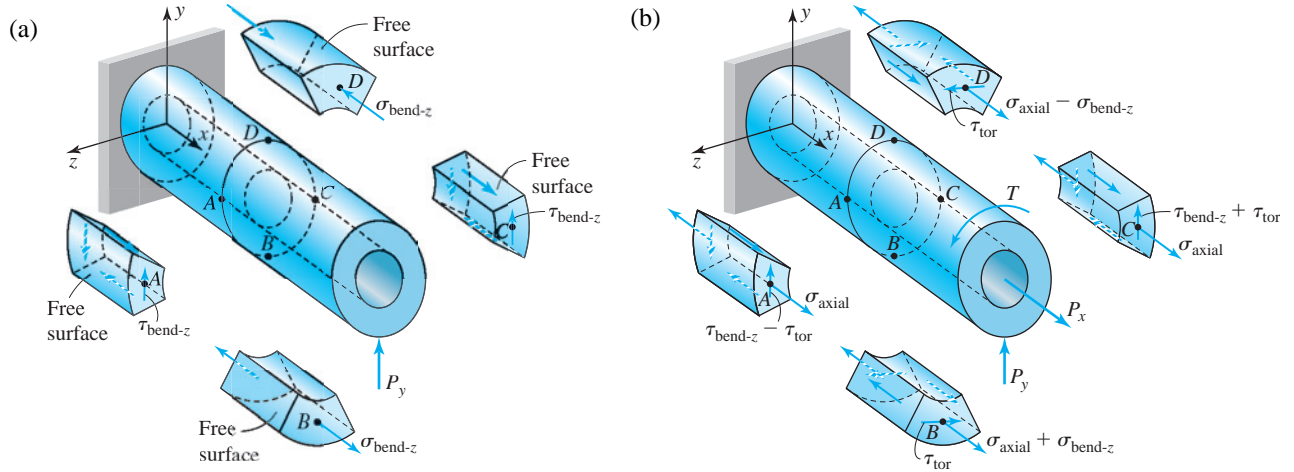 (a)
y
Free
surface
D
σbend-z
z
x
D
A
C
B
Free
surface
C
τbend-z
A
Free
surface
τbend-z
Py
B
Free
surface
σbend-z
(b)
y
D
σaxial − σbend-z
τtor
z
x
D
A
C
B
T
C
τbend-z + τtor
σaxial
A
σaxial
τbend-z − τtor
Px
Py
B
τtor
σaxial + σbend-z